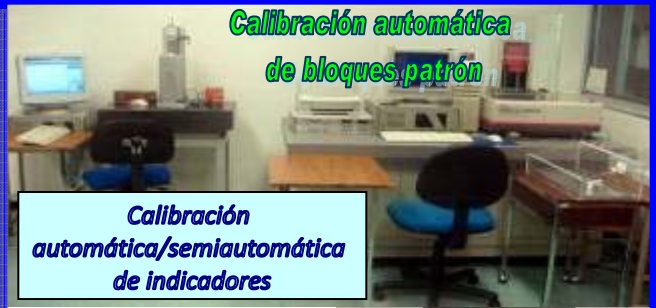 Calibración automática
de bloques patrón
Calibración
automática/semiautomática
de indicadores